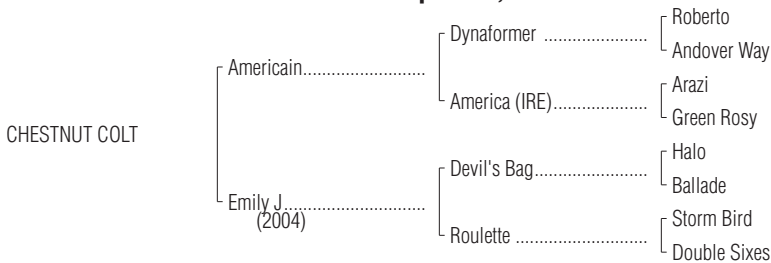 Roberto
Dynaformer ......................
Andover Way
Americain..........................
Arazi
America (IRE)....................
Green Rosy
CHESTNUT COLT
Halo
Devil's Bag........................
Ballade
Emily J..............................
(2004)
Storm Bird
Roulette ............................
Double Sixes